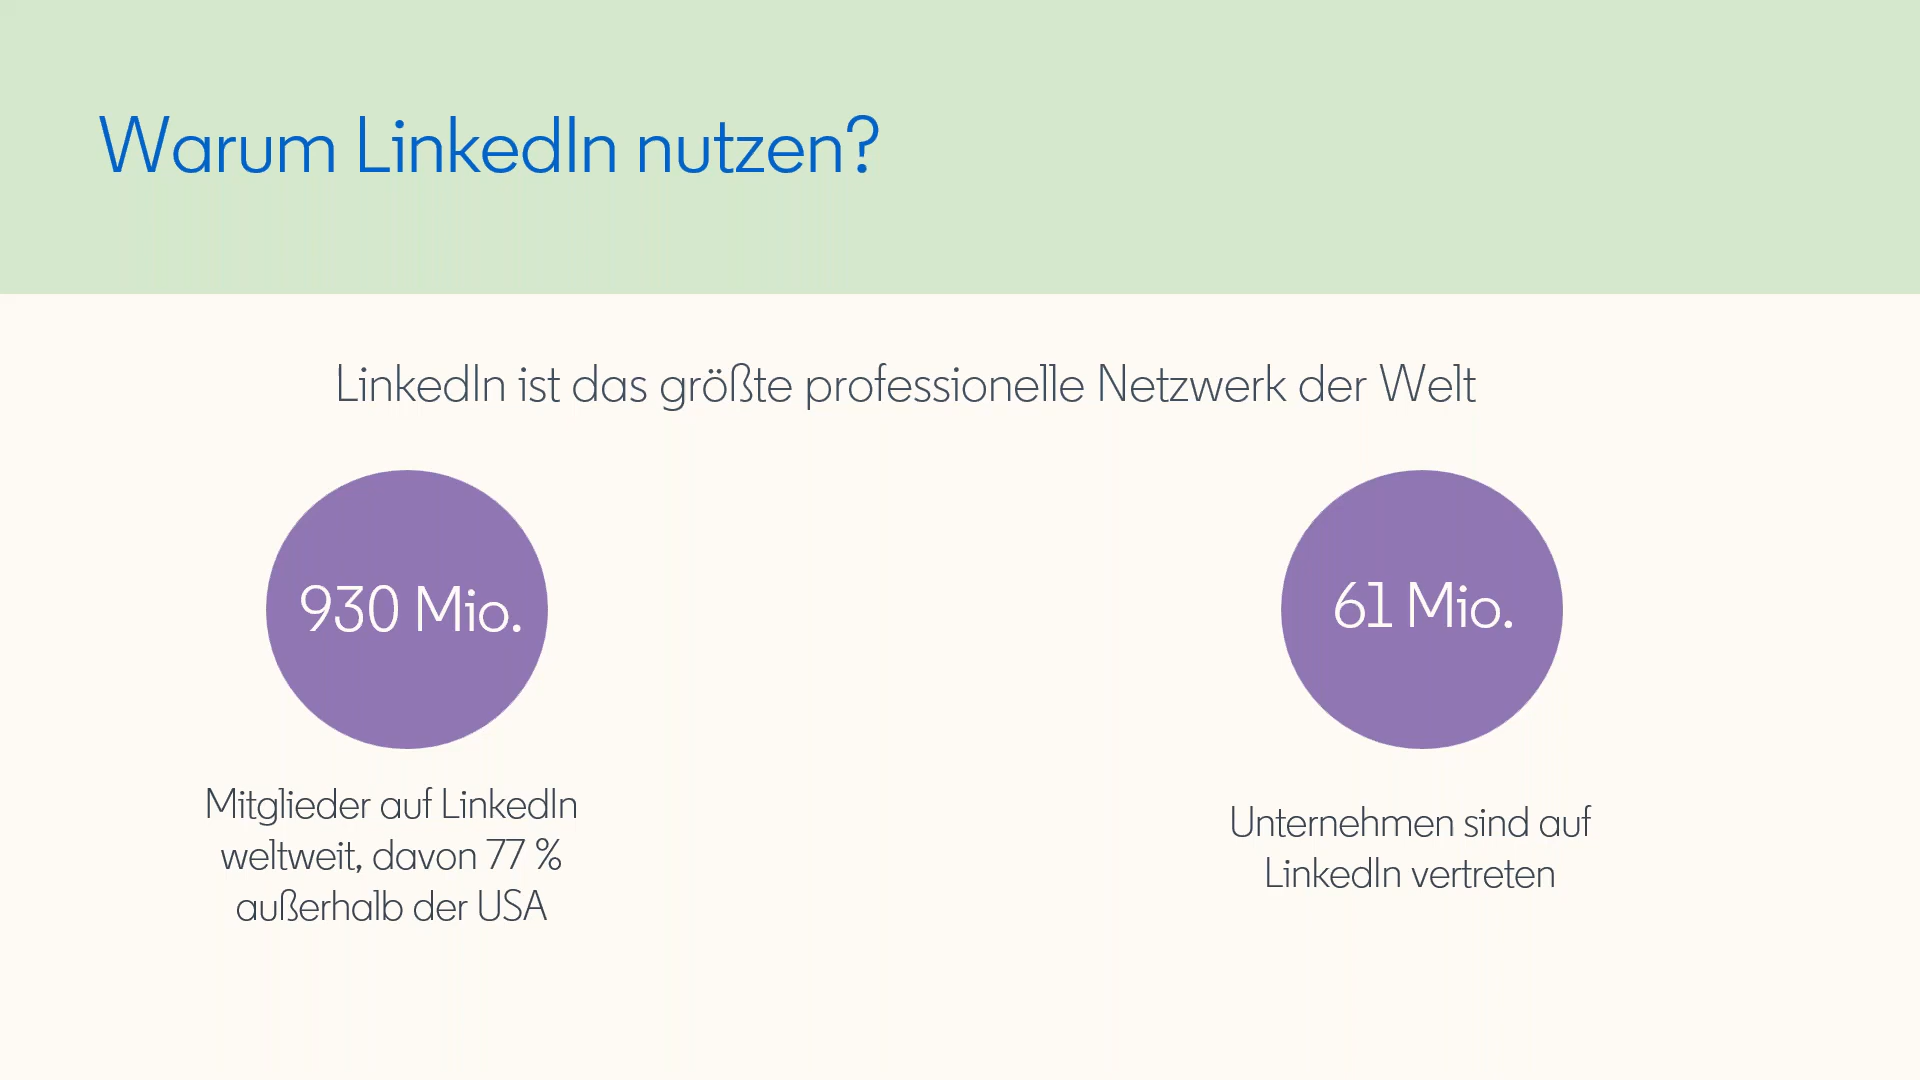 Warum LinkedIn nutzen?
LinkedIn ist das größte professionelle Netzwerk der Welt
930 Mio.
Mitglieder auf LinkedIn
weltweit, davon 77 %
außerhalb der USA
61 Mio.
Unternehmen sind auf
LinkedIn vertreten